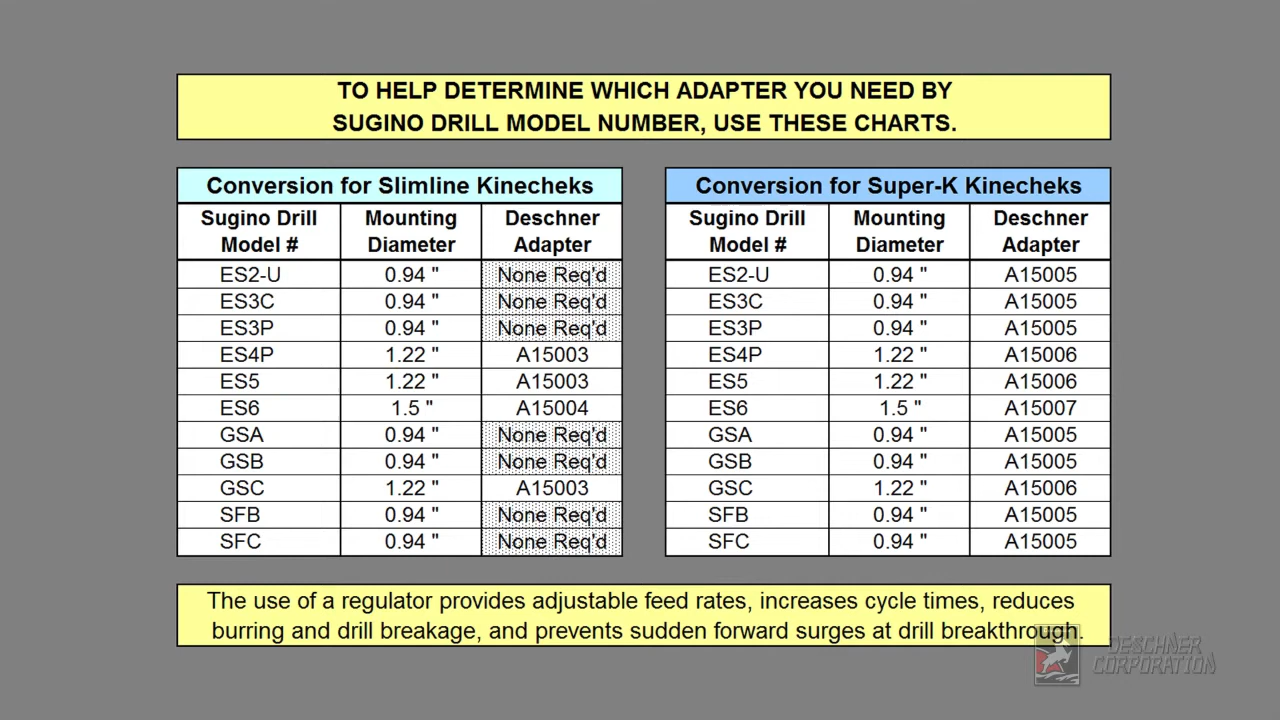 TO HELP DETERMINE WHICH ADAPTER YOU NEED BY
SUGINO DRILL MODEL NUMBER, USE THESE CHARTS.
Conversion for Slimline Kinecheks
Sugino Drill Model # Mounting Diameter Deschner Adapter
ES2-U 0.94 " None Req'd
ES3C 0.94 " None Req'd
ES3P 0.94 " None Req'd
ES4P 1.22 " A15003
ES5 1.22 " A15003
ES6 1.5 " A15004
GSA 0.94 " None Req'd
GSB 0.94 " None Req'd
GSC 1.22 " A15003
SFB 0.94 " None Req'd
SFC 0.94 " None Req'd
Conversion for Super-K Kinecheks
Sugino Drill Model # Mounting Diameter Deschner Adapter
ES2-U 0.94 " A15005
ES3C 0.94 " A15005
ES3P 0.94 " A15005
ES4P 1.22 " A15006
ES5 1.22 " A15006
ES6 1.5 " A15007
GSA 0.94 " A15005
GSB 0.94 " A15005
GSC 1.22 " A15006
SFB 0.94 " A15005
SFC 0.94 " A15005
The use of a regulator provides adjustable feed rates, increases cycle times, reduces
burring and drill breakage, and prevents sudden forward surges at drill breakthrough.
DESCHNER
CORPORATION